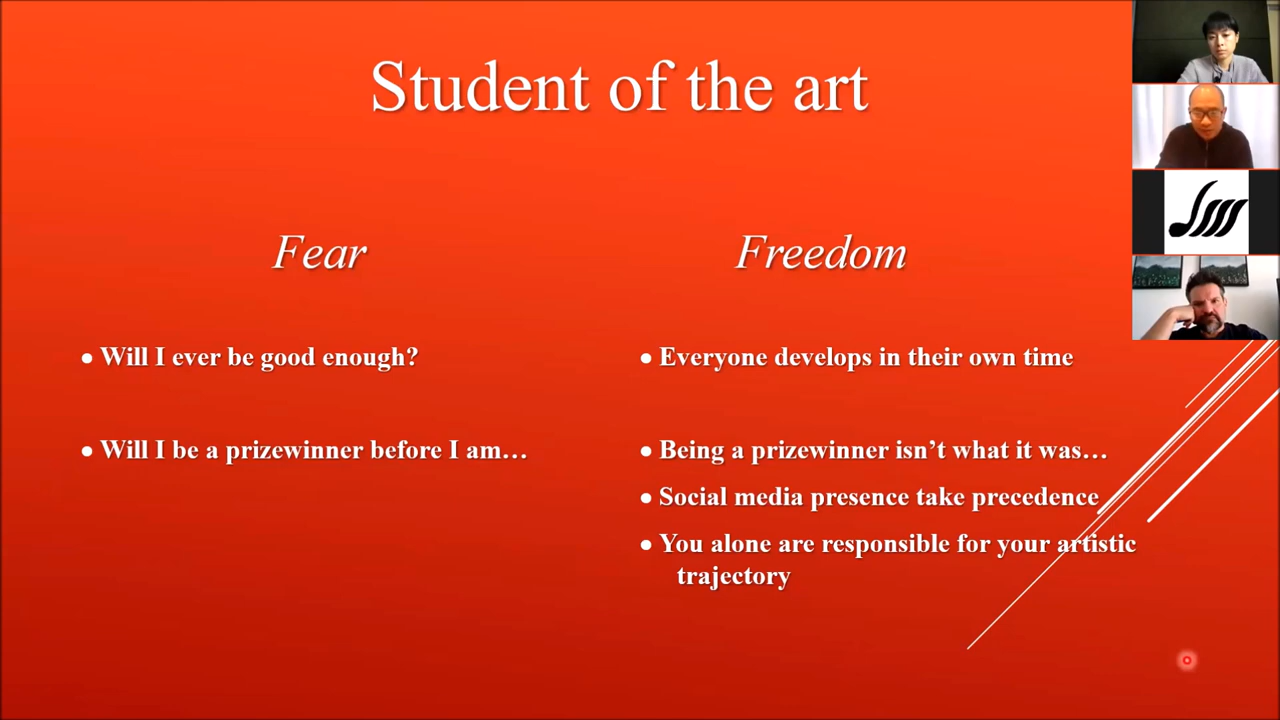 Student of the art
Fear
● Will I ever be good enough?
● Will I be a prizewinner before I am…
Freedom
● Everyone develops in their own time
● Being a prizewinner isn’t what it was…
● Social media presence take precedence
● You alone are responsible for your artistic
trajectory